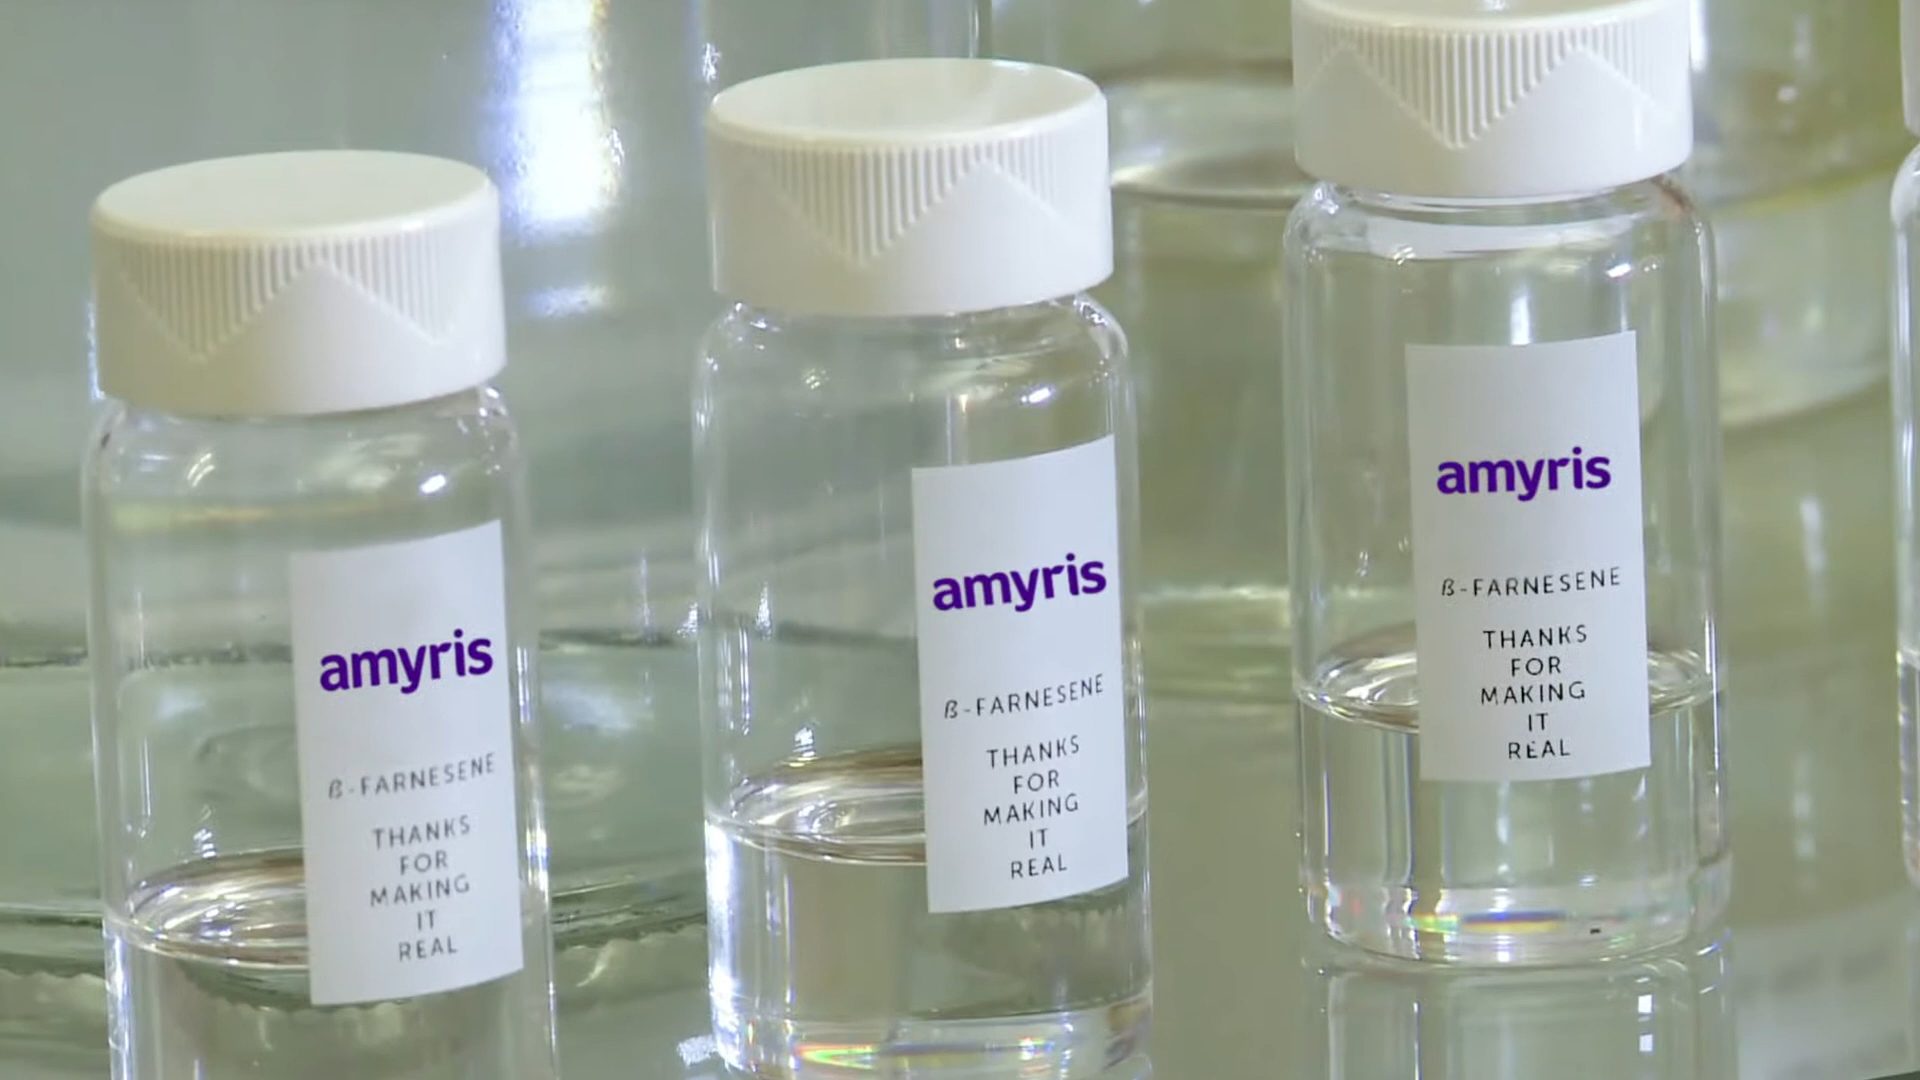 amyris
ß-FARNESENE
THANKS
FOR
MAKING
IT
REAL
amyris
ß-FARNESENE
THANKS
FOR
MAKING
IT
REAL
amyris
ß-FARNESENE
THANKS
FOR
MAKING
IT
REAL